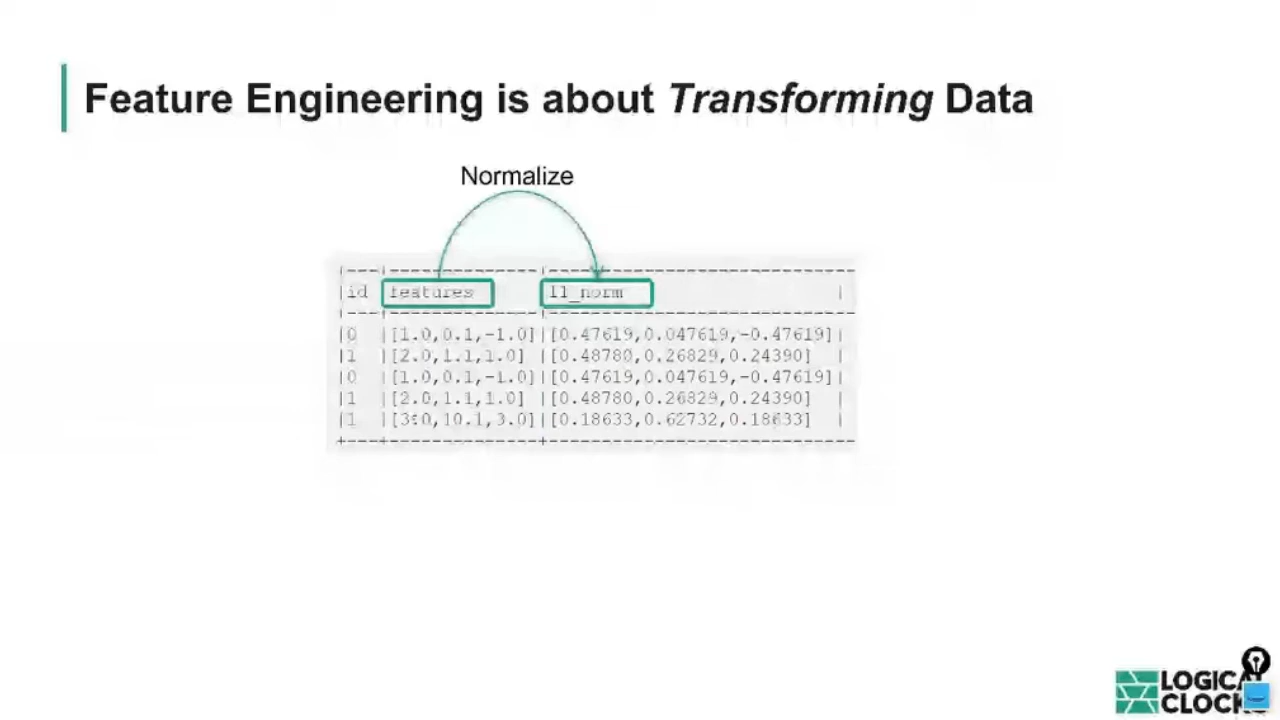 Feature Engineering is about Transforming Data
Normalize
|---|----------------|---------------------------------
|id |features |l1_norm |
|---|----------------|---------------------------------
|0 |[1.0,0.1,-1.0]|[0.47619,0.047619,-0.47619]|
|1 |[2.0,1.1,1.0] |[0.48780,0.26829,0.24390] |
|0 |[1.0,0.1,-1.0]|[0.47619,0.047619,-0.47619]|
|1 |[2.0,1.1,1.0] |[0.48780,0.26829,0.24390] |
|1 |[3.0,10.1,3.0]|[0.18633,0.62732,0.18633] |
+---+----------------+---------------------------------
LOGICAL
CLOCKS